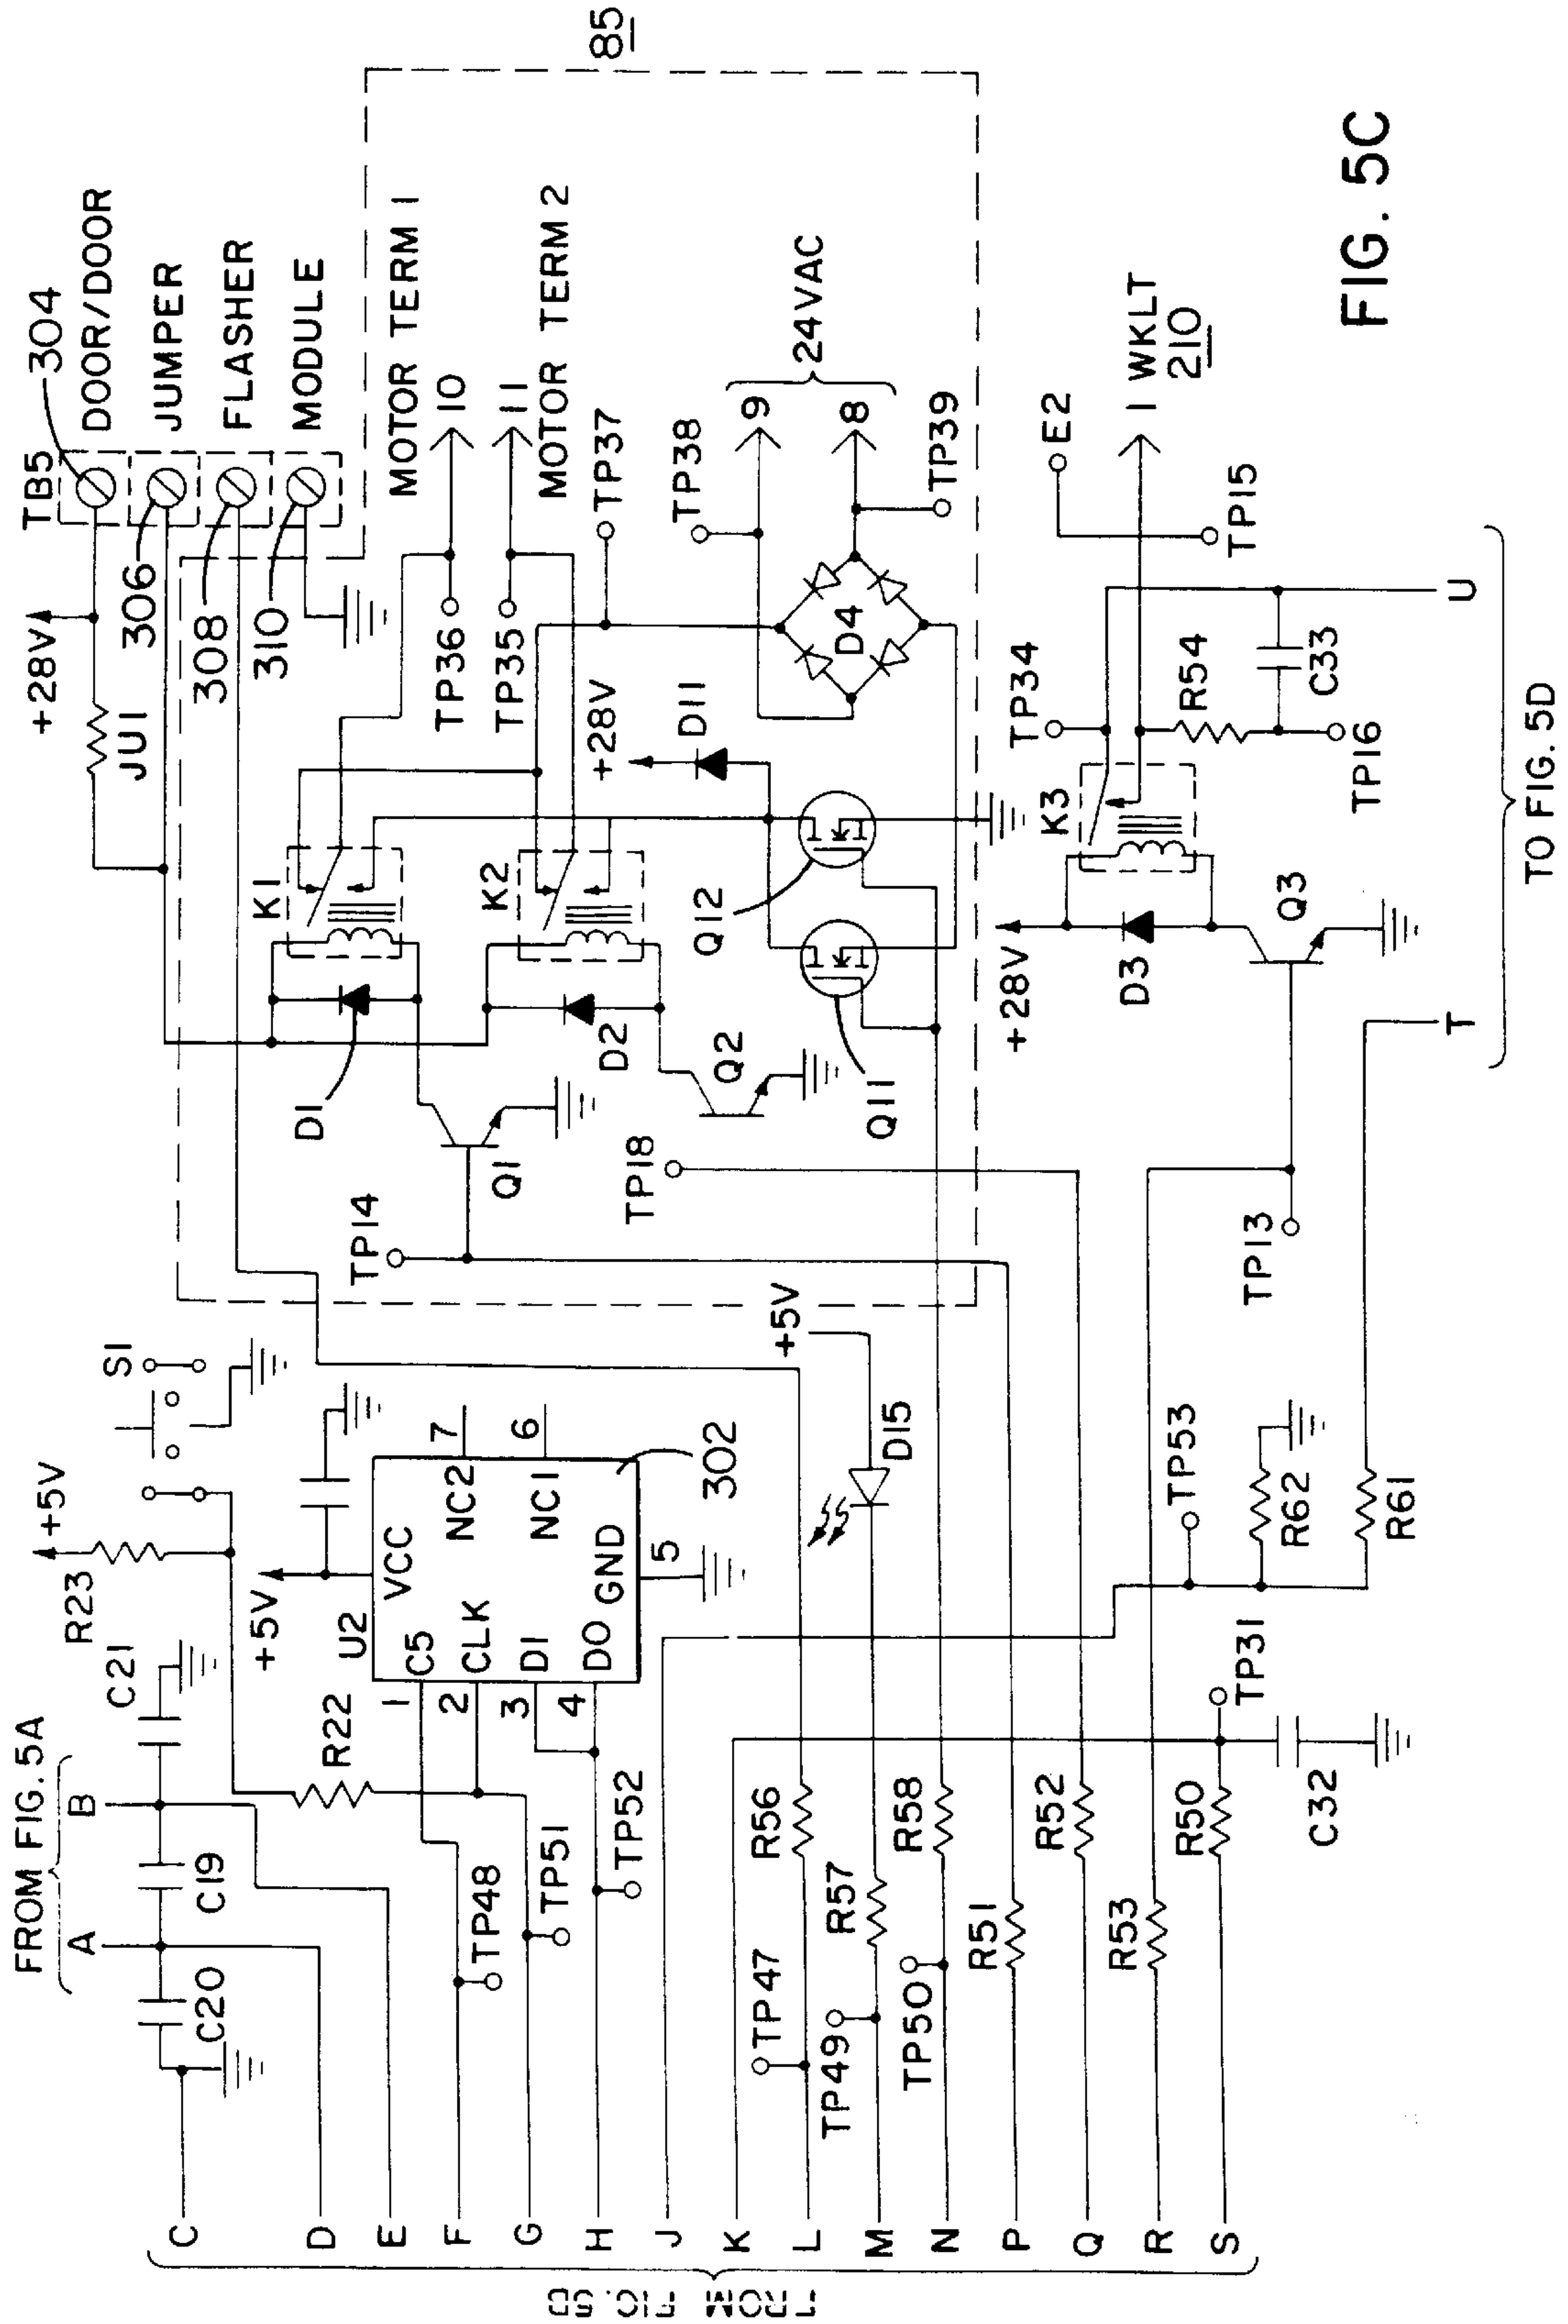 FROM FIG. 5A
A
B
C20
C19
C21
R23
+5V
S1
R22
+5V
U2
VCC
C5
CLK
DI
DO
GND
NC2
NC1
1
2
3
4
5
6
7
302
TP48
TP51
TP52
C
D
E
F
G
H
J
K
L
M
N
P
Q
R
S
TP47
R56
TP49
R57
D15
+5V
TP50
R58
R51
R52
R53
R50
C32
TP31
TP53
R62
R61
TP13
T
TP14
Q1
TP18
Q2
D1
D2
K1
K2
Q11
Q12
+28V
D11
D4
TP36
TP35
TP37
TP38
TP39
+28V
JU1
TB5
304
306
308
310
DOOR/DOOR
JUMPER
FLASHER
MODULE
MOTOR TERM 1
10
11
MOTOR TERM 2
9
8
24VAC
85
+28V
D3
Q3
K3
TP34
R54
C33
TP16
U
E2
TP15
1 WKLT
210
TO FIG. 5D
FIG. 5C